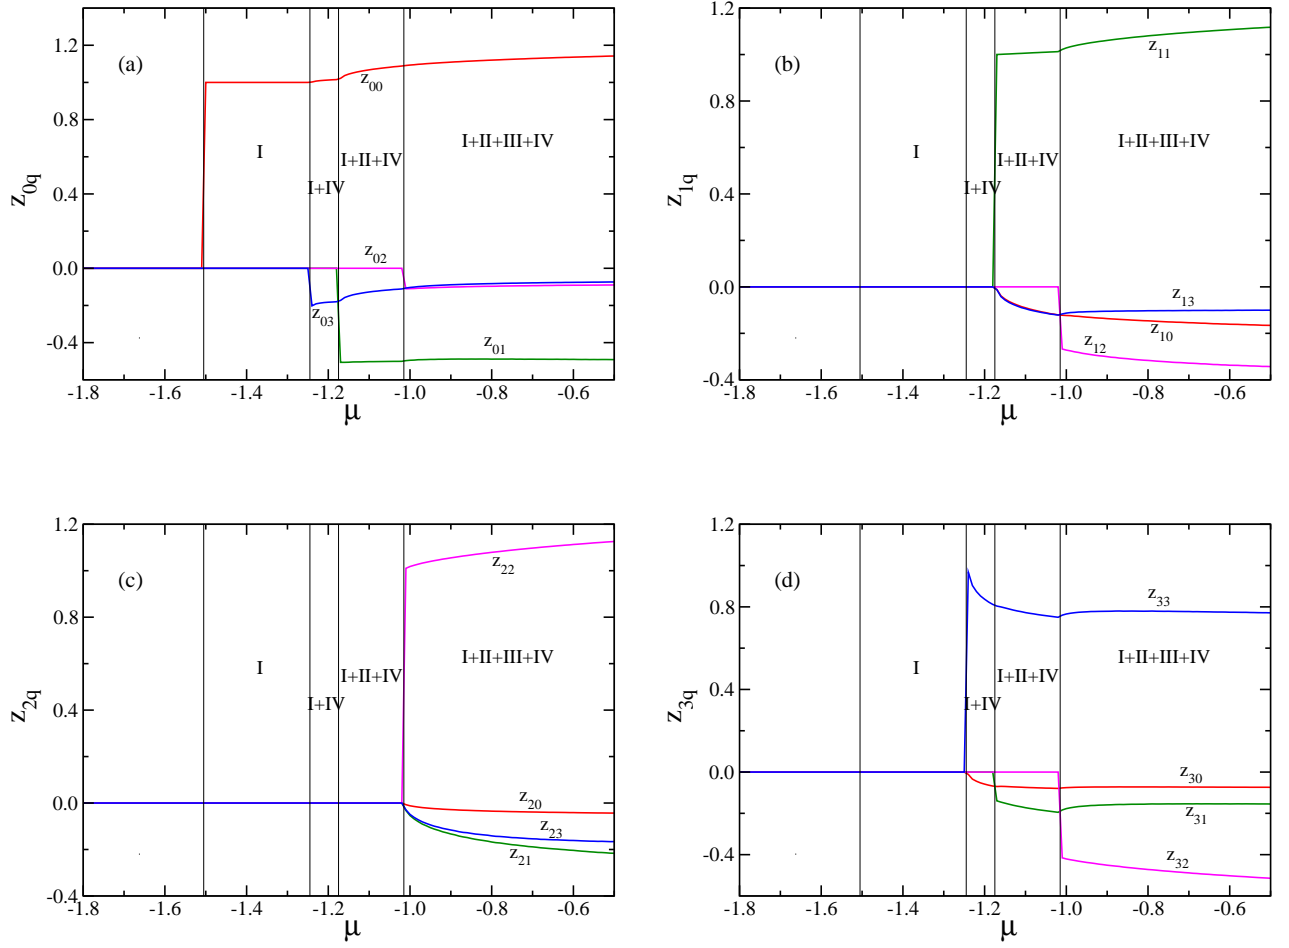 1.2
0.8
0.4
0.0
-0.4
z0q
(a)
z00
I
I+II+III+IV
I+II+IV
I+IV
z02
z03
z01
-1.8 -1.6 -1.4 -1.2 -1.0 -0.8 -0.6
μ
1.2
0.8
0.4
0.0
-0.4
z1q
(b)
z11
I
I+II+III+IV
I+II+IV
I+IV
z13
z10
z12
-1.8 -1.6 -1.4 -1.2 -1.0 -0.8 -0.6
μ
1.2
0.8
0.4
0.0
-0.4
z2q
(c)
z22
I
I+II+III+IV
I+II+IV
I+IV
z20
z23
z21
-1.8 -1.6 -1.4 -1.2 -1.0 -0.8 -0.6
μ
1.2
0.8
0.4
0.0
-0.4
z3q
(d)
z33
I
I+II+III+IV
I+II+IV
I+IV
z30
z31
z32
-1.8 -1.6 -1.4 -1.2 -1.0 -0.8 -0.6
μ